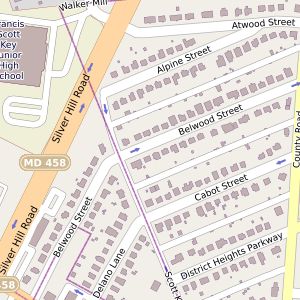 Walker Mill
Francis
Scott
Key
Junior
High
School
Atwood Street
Alpine Street
Silver Hill Road
Belwood Street
County Road
MD 458
Cabot Street
Belwood Street
Silver Hill Road
District Heights Parkway
Delano Lane
Scott K
458